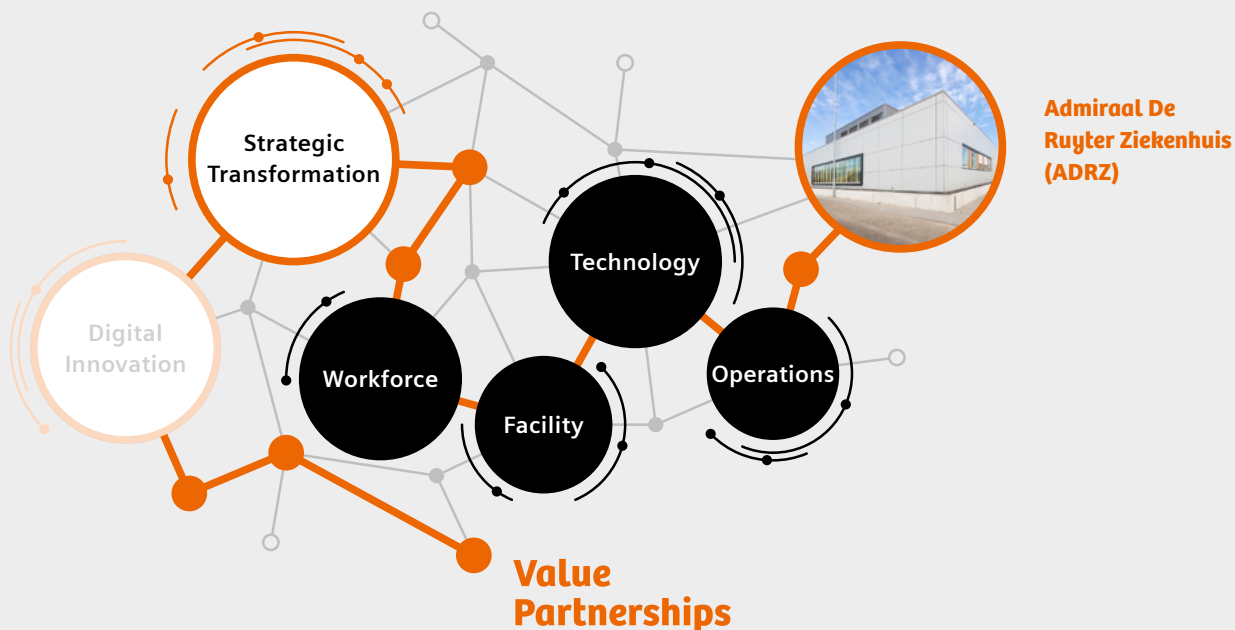 Strategic
Transformation
Admiraal De
Ruyter Ziekenhuis
(ADRZ)
Technology
Digital
Innovation
Workforce
Operations
Facility
Value
Partnerships